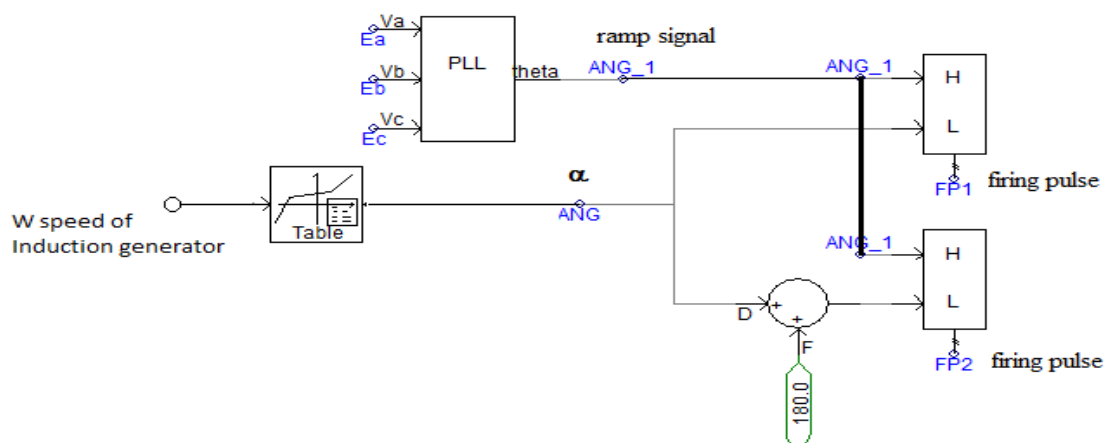 Va
Ea
Vb
Eb
Vc
Ec
PLL
theta
ramp signal
ANG_1
ANG_1
H
L
FP1
firing pulse
W speed of
Induction generator
Table
α
ANG
ANG_1
H
L
FP2
firing pulse
D
+
+
F
180.0